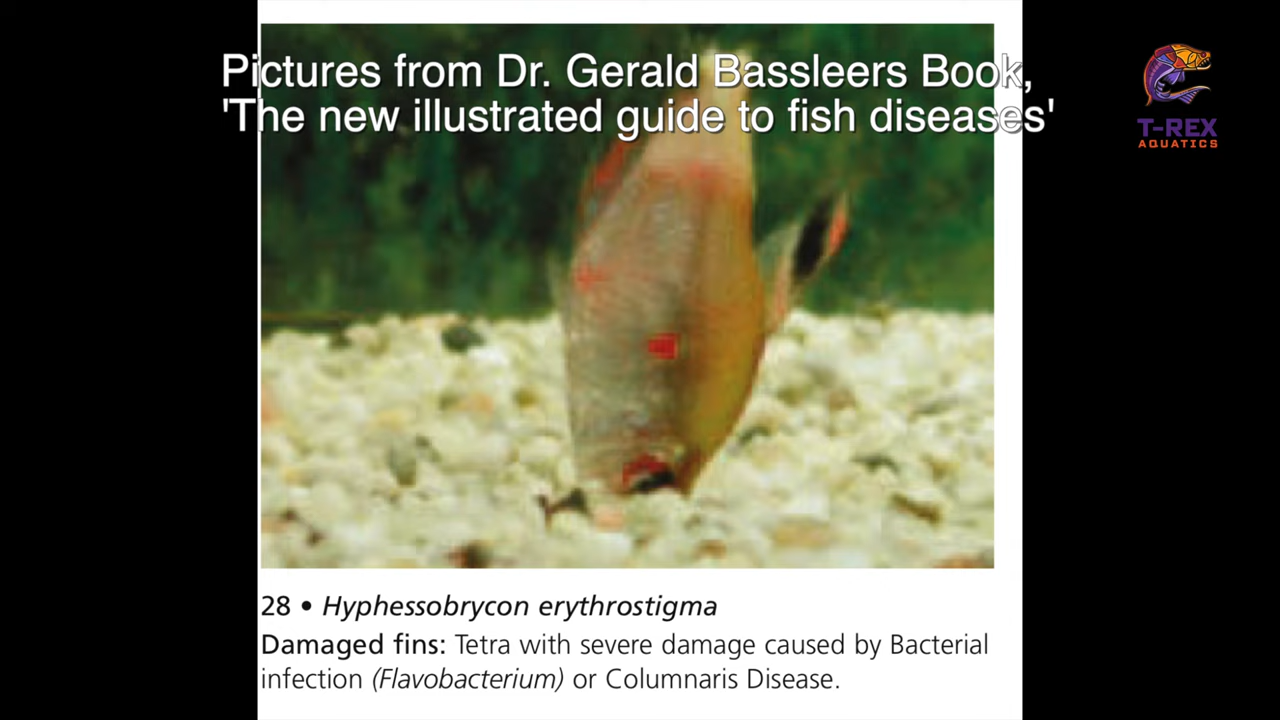 Pictures from Dr. Gerald Bassleers Book,
'The new illustrated guide to fish diseases'
T-REX
AQUATICS
28 • Hyphessobrycon erythrostigma
Damaged fins: Tetra with severe damage caused by Bacterial
infection (Flavobacterium) or Columnaris Disease.